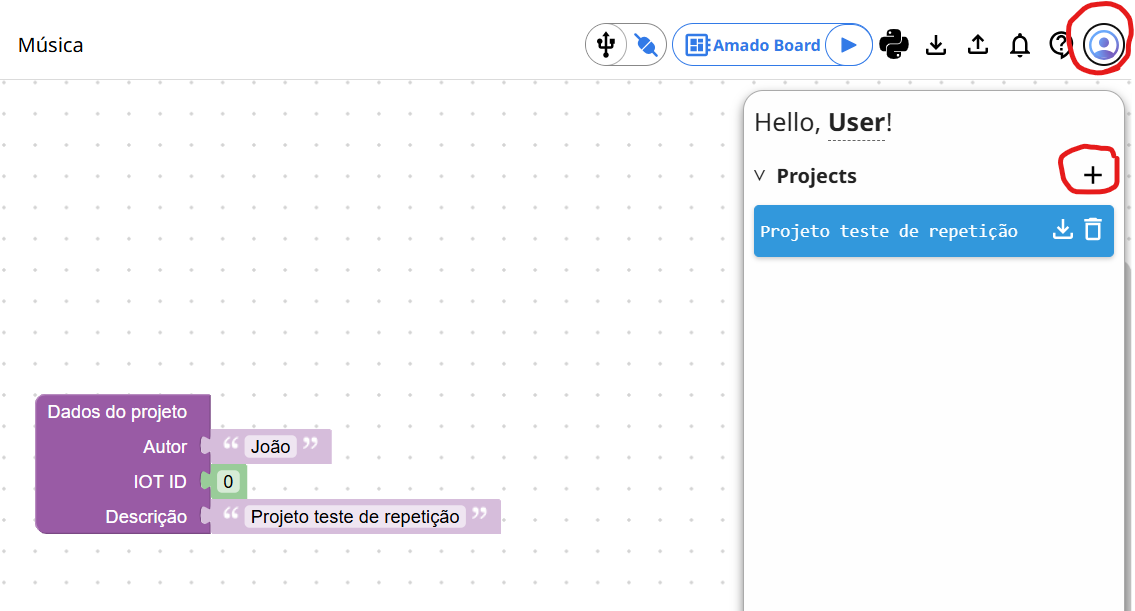 Música
Amado Board
Hello, User!
Projects
Projeto teste de repetição
Dados do projeto
Autor “ João ”
IOT ID 0
Descrição “ Projeto teste de repetição ”